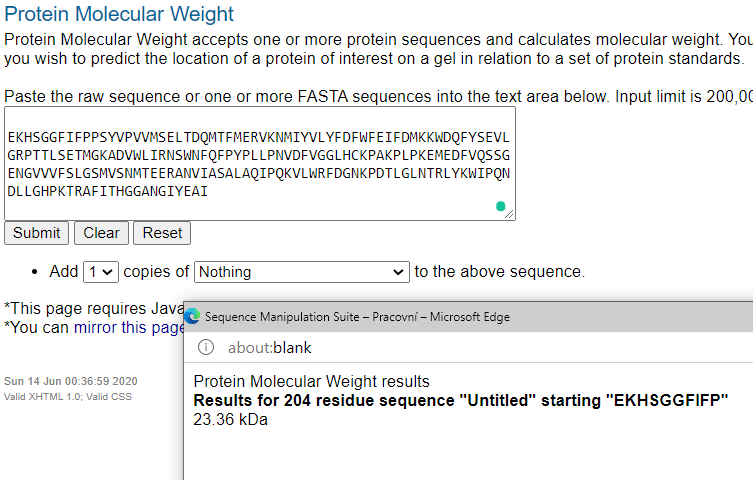 Protein Molecular Weight
Protein Molecular Weight accepts one or more protein sequences and calculates molecular weight. You
you wish to predict the location of a protein of interest on a gel in relation to a set of protein standards.
Paste the raw sequence or one or more FASTA sequences into the text area below. Input limit is 200,00
EKHSGGFIFPPSYVPVVMSELTDQMTFMERVKNMIYVLYFDFWFEIFDMKKWDQFYSEVL
GRPTTLSETMGKADVWLIRNSWNFQFPYPLLPNVDFVGGLHCKPAKPLPKEMEDFVQSSG
ENGVVVFSLGSMVSNMTEERANVIASALAQIPQKVLWRFDGNKPDTLGLNTRLYKWIPQN
DLLGHPKTRAFITHGGANGIYEAI
Submit Clear Reset
• Add 1 copies of Nothing to the above sequence.
*This page requires Java
*You can mirror this page
Sequence Manipulation Suite – Pracovní – Microsoft Edge
about:blank
Sun 14 Jun 00:36:59 2020
Valid XHTML 1.0; Valid CSS
Protein Molecular Weight results
Results for 204 residue sequence "Untitled" starting "EKHSGGFIFP"
23.36 kDa